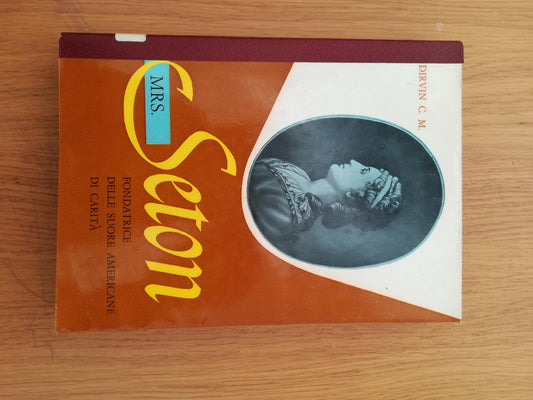 DIRVIN C. M.
MRS.
Seton
FONDATRICE
DELLE SUORE AMERICANE
DI CARITÀ